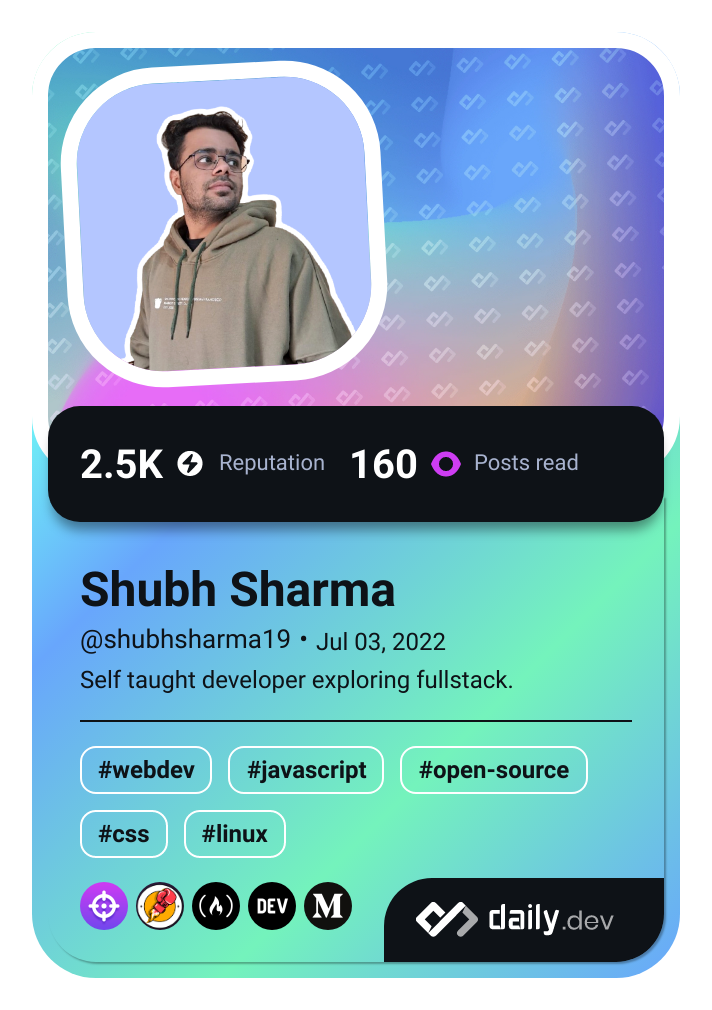 2.5K Reputation 160 Posts read
Shubh Sharma
@shubhsharma19 • Jul 03, 2022
Self taught developer exploring fullstack.
#webdev #javascript #open-source
#css #linux
DEV M
daily.dev